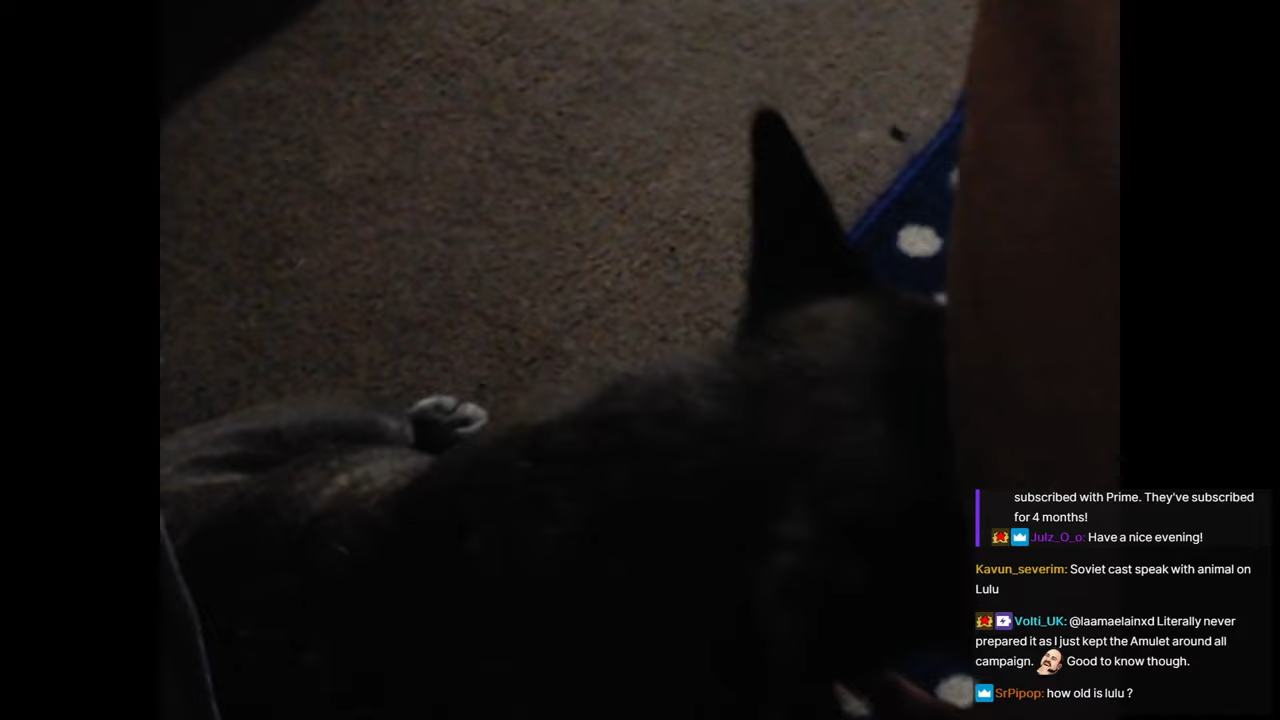 subscribed with Prime. They've subscribed
for 4 months!
Julz_O_o: Have a nice evening!
Kavun_severim: Soviet cast speak with animal on
Lulu
Volti_UK: @laamaelainxd Literally never
prepared it as I just kept the Amulet around all
campaign. Good to know though.
SrPipop: how old is lulu ?